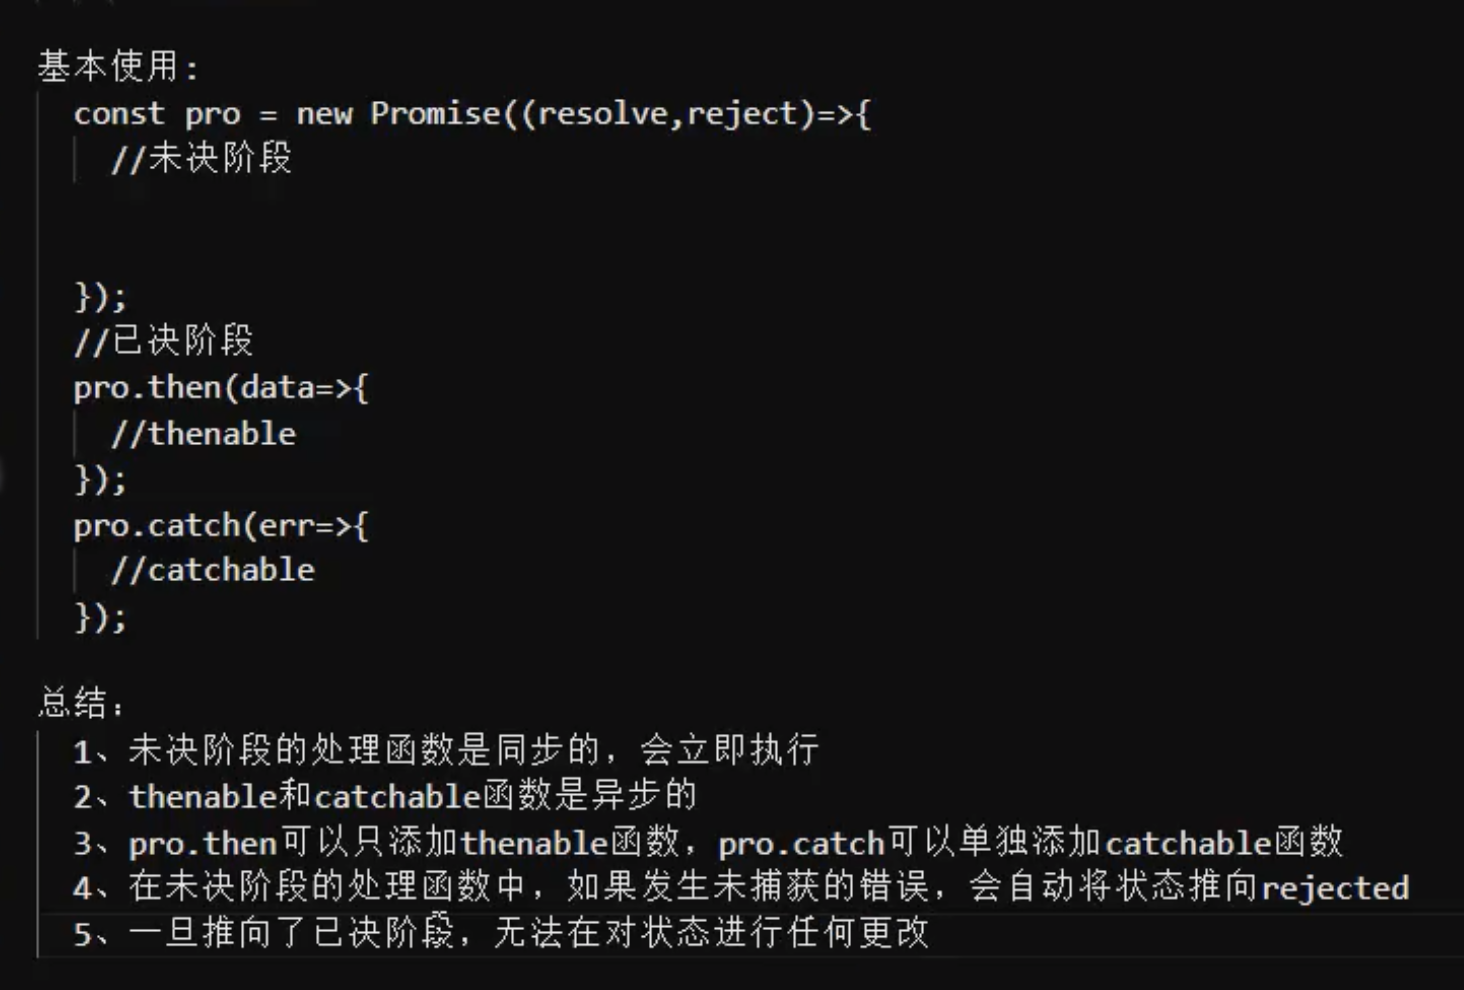 基本使用:
const pro = new Promise((resolve,reject)=>{
//未决阶段
});
//已决阶段
pro.then(data=>{
//thenable
});
pro.catch(err=>{
//catchable
});
总结:
1、未决阶段的处理函数是同步的，会立即执行
2、thenable和catchable函数是异步的
3、pro.then可以只添加thenable函数，pro.catch可以单独添加catchable函数
4、在未决阶段的处理函数中，如果发生未捕获的错误，会自动将状态推向rejected
5、一旦推向了已决阶段，无法在对状态进行任何更改